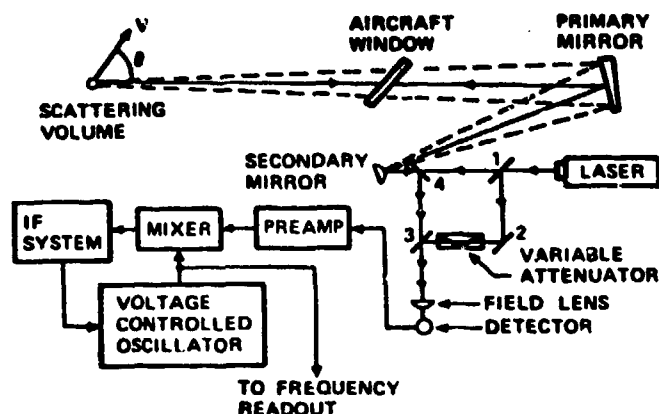 V
θ
AIRCRAFT
WINDOW
PRIMARY
MIRROR
SCATTERING
VOLUME
SECONDARY
MIRROR
4
1
LASER
IF
SYSTEM
MIXER
PREAMP
3
2
VARIABLE
ATTENUATOR
VOLTAGE
CONTROLLED
OSCILLATOR
FIELD LENS
DETECTOR
TO FREQUENCY
READOUT